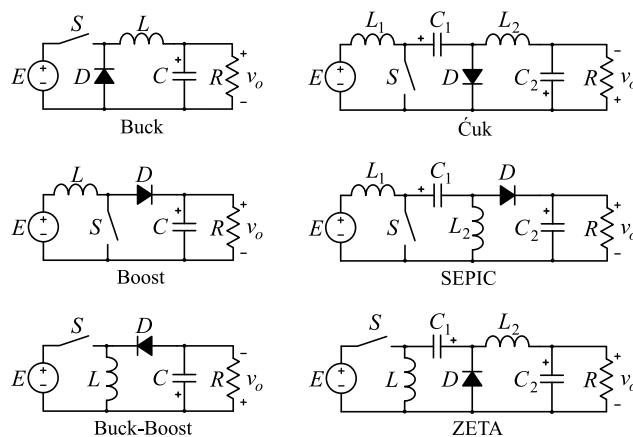 S L
E D C R v_o
Buck
L_1 C_1 L_2
E S D C_2 R v_o
Ćuk
L D
E S C R v_o
Boost
L_1 C_1 D
E S L_2 C_2 R v_o
SEPIC
S D
E L C R v_o
Buck-Boost
S C_1 L_2
E L D C_2 R v_o
ZETA